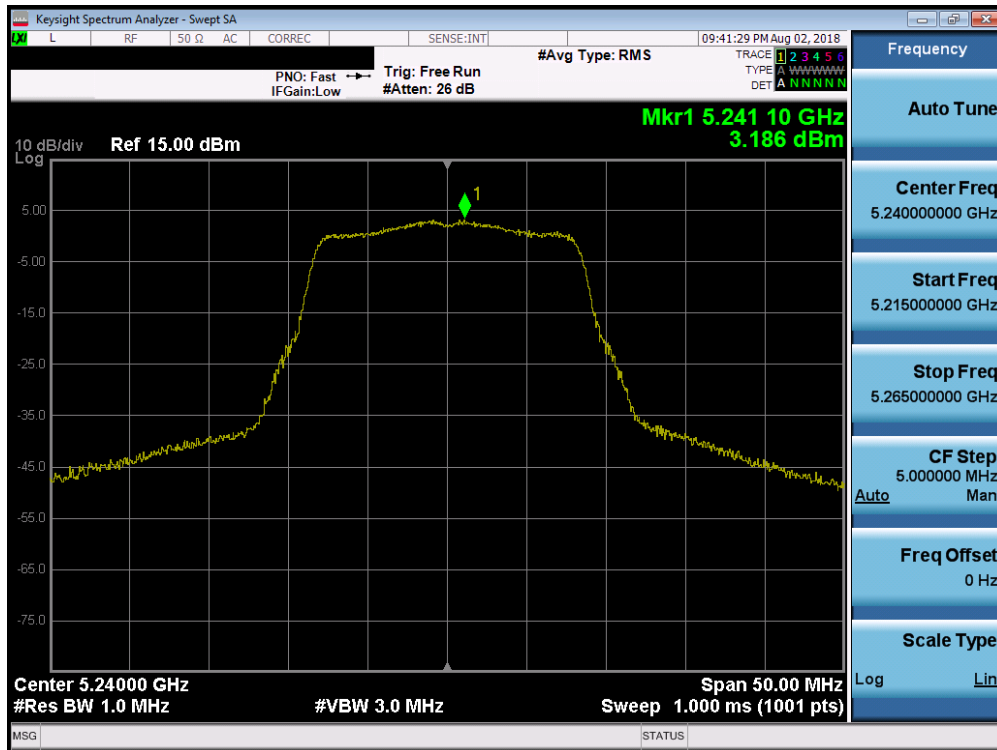 Keysight Spectrum Analyzer - Swept SA
LXI L RF 50 Ω AC CORREC SENSE:INT 09:41:29 PM Aug 02, 2018
Frequency
#Avg Type: RMS
TRACE 1 2 3 4 5 6
PNO: Fast Trig: Free Run
TYPE A WWWWW
IFGain:Low #Atten: 26 dB
DET A N N N N N
Auto Tune
Mkr1 5.241 10 GHz
3.186 dBm
10 dB/div Ref 15.00 dBm
Log
1
5.00
-5.00
-15.0
-25.0
-35.0
-45.0
-55.0
-65.0
-75.0
Center Freq
5.240000000 GHz
Start Freq
5.215000000 GHz
Stop Freq
5.265000000 GHz
CF Step
5.000000 MHz
Auto Man
Freq Offset
0 Hz
Scale Type
Log Lin
Center 5.24000 GHz Span 50.00 MHz
#Res BW 1.0 MHz #VBW 3.0 MHz Sweep 1.000 ms (1001 pts)
MSG STATUS